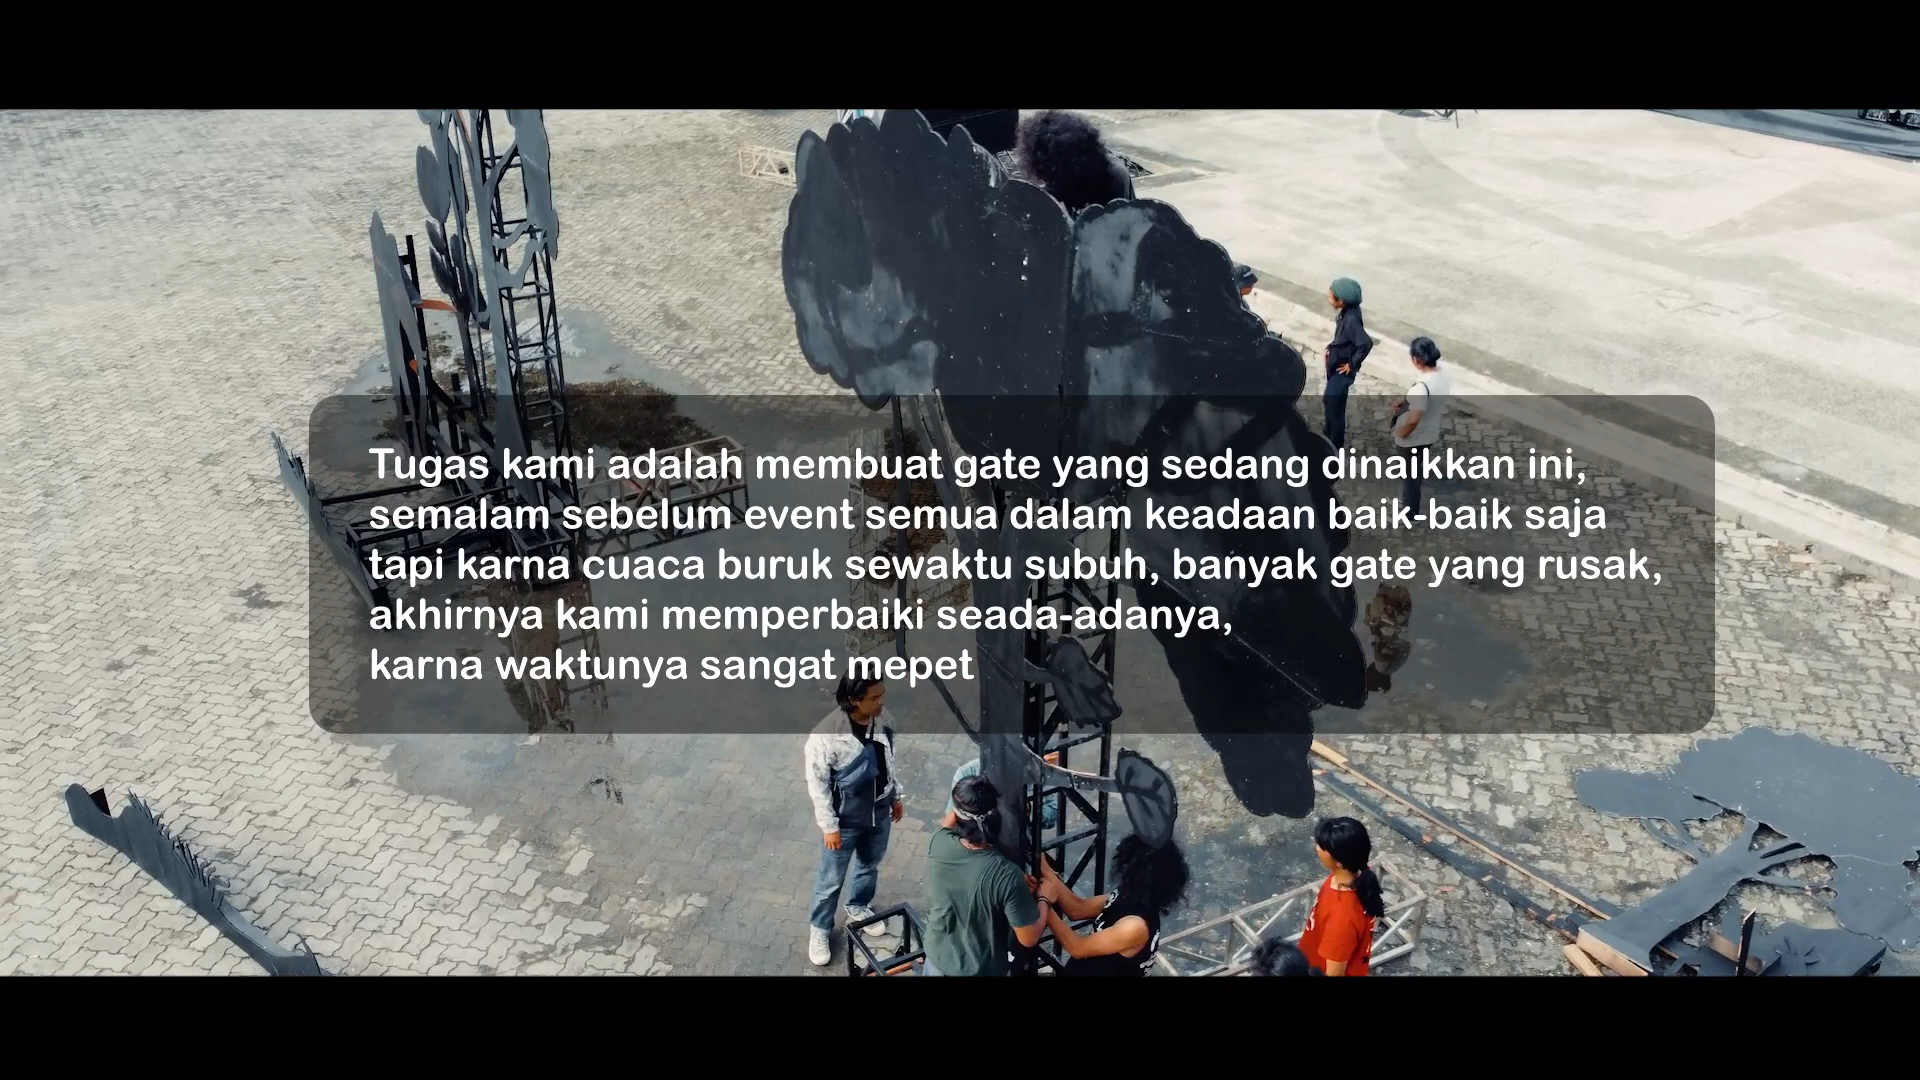 Tugas kami adalah membuat gate yang sedang dinaikkan ini,
semalam sebelum event semua dalam keadaan baik-baik saja
tapi karna cuaca buruk sewaktu subuh, banyak gate yang rusak,
akhirnya kami memperbaiki seada-adanya,
karna waktunya sangat mepet